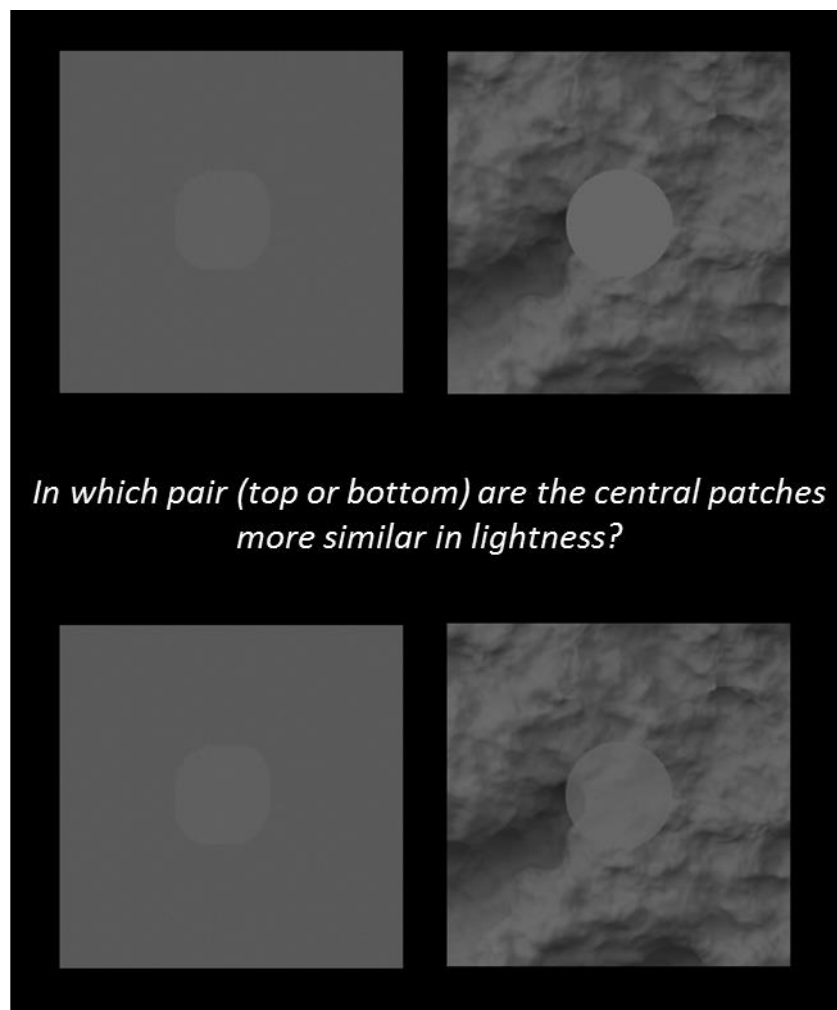 In which pair (top or bottom) are the central patches
more similar in lightness?